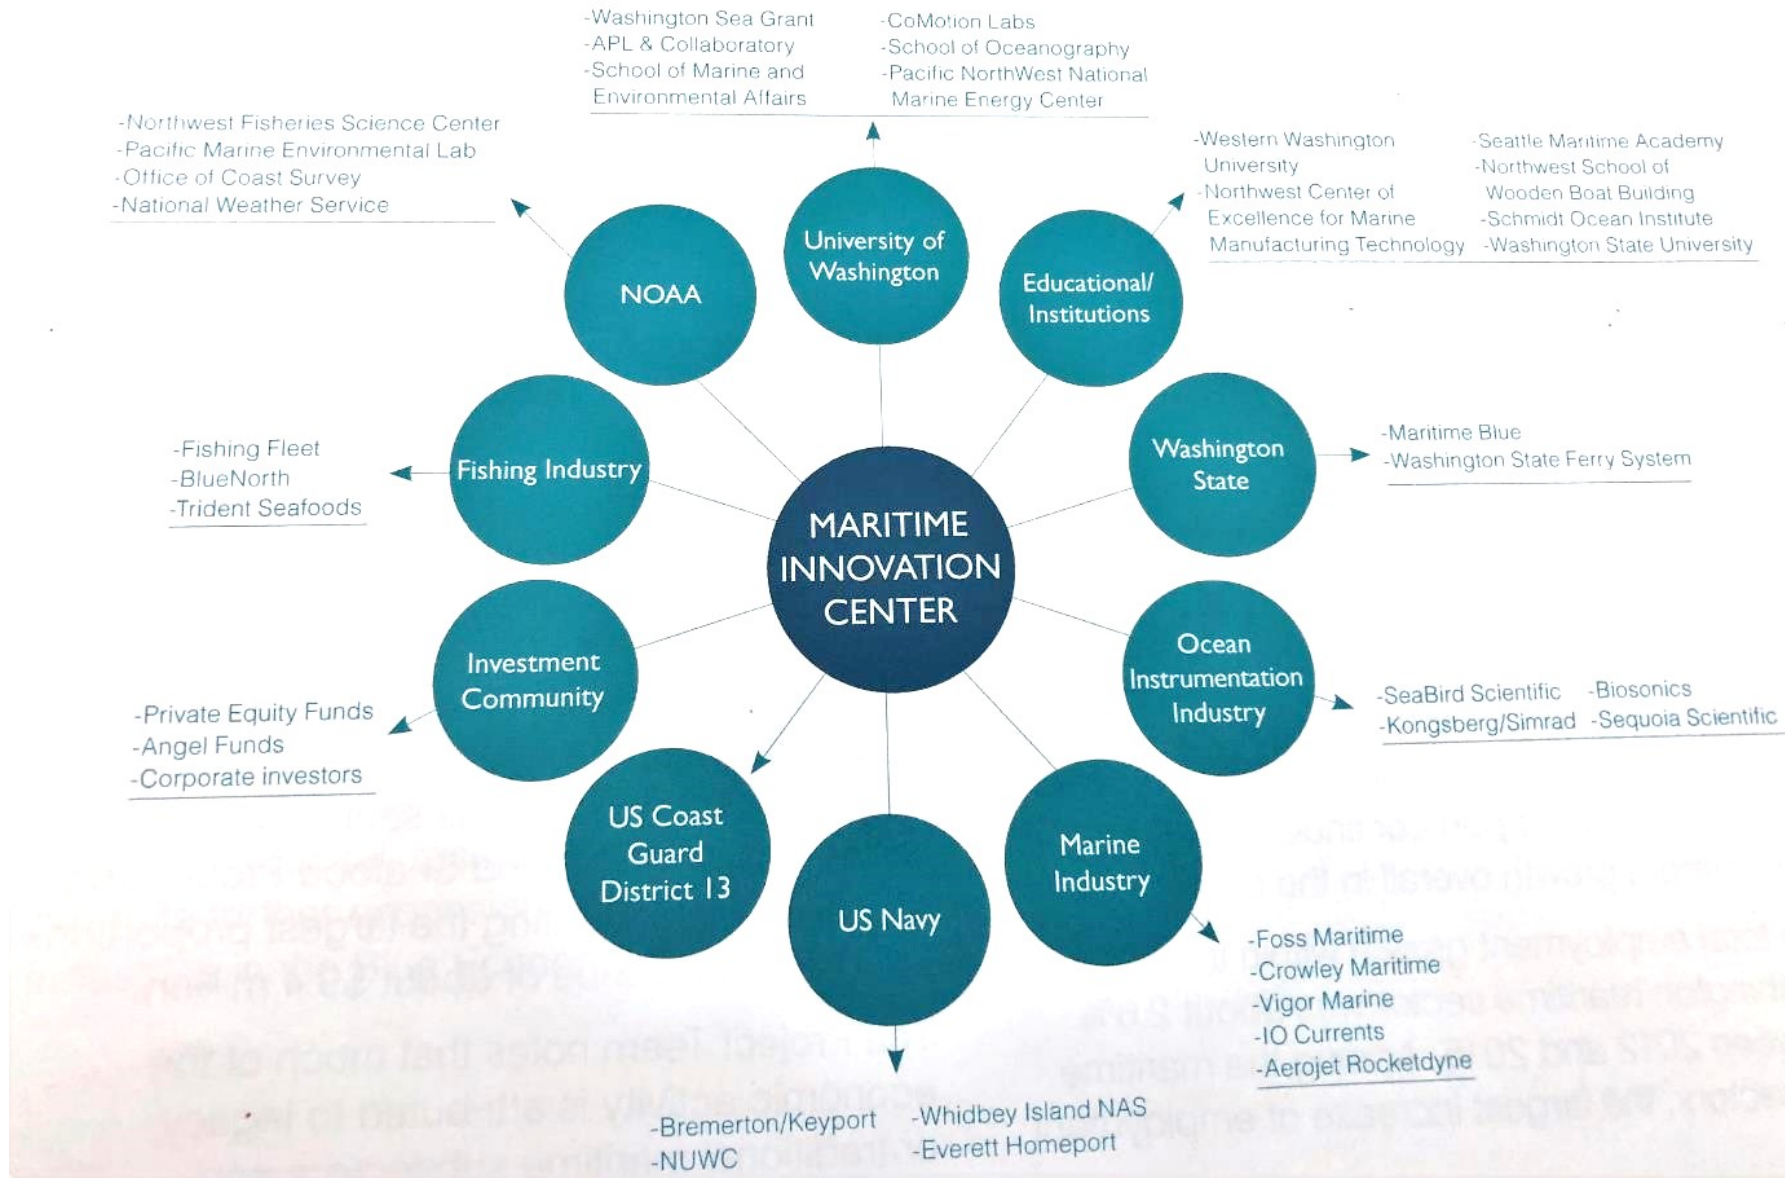 -Washington Sea Grant
-APL & Collaboratory
-School of Marine and
Environmental Affairs
-CoMotion Labs
-School of Oceanography
-Pacific NorthWest National
Marine Energy Center
-Northwest Fisheries Science Center
-Pacific Marine Environmental Lab
-Office of Coast Survey
-National Weather Service
-Western Washington
University
-Northwest Center of
Excellence for Marine
Manufacturing Technology
-Seattle Maritime Academy
-Northwest School of
Wooden Boat Building
-Schmidt Ocean Institute
-Washington State University
University of
Washington
NOAA
Educational/
Institutions
-Fishing Fleet
-BlueNorth
-Trident Seafoods
Fishing Industry
Washington
State
-Maritime Blue
-Washington State Ferry System
MARITIME
INNOVATION
CENTER
-Private Equity Funds
-Angel Funds
-Corporate investors
Investment
Community
Ocean
Instrumentation
Industry
-SeaBird Scientific
-Kongsberg/Simrad
-Biosonics
-Sequoia Scientific
US Coast
Guard
District 13
US Navy
Marine
Industry
-Foss Maritime
-Crowley Maritime
-Vigor Marine
-IO Currents
-Aerojet Rocketdyne
-Bremerton/Keyport
-NUWC
-Whidbey Island NAS
-Everett Homeport